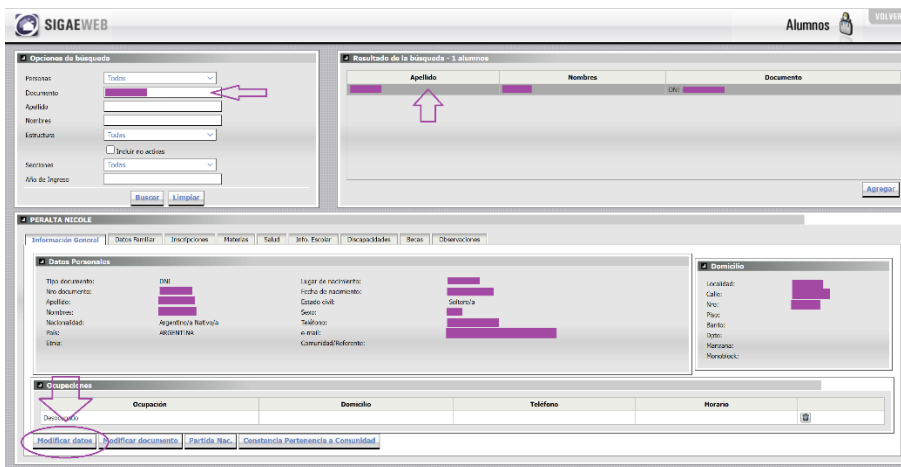 SIGAEWEB
Alumnos
VOLVER
Opciones de búsqueda
Personas Todos
Documento
Apellido
Nombres
Estructura Todas
Incluir no activas
Secciones Todas
Año de Ingreso
Buscar Limpiar
Resultado de la búsqueda - 1 alumnos
Apellido Nombres Documento
DNI
Agregar
PERALTA NICOLE
Información General Datos Familiar Inscripciones Materias Salud Info. Escolar Discapacidades Becas Observaciones
Datos Personales
Tipo documento: DNI
Nro documento:
Apellido:
Nombres:
Nacionalidad: Argentino/a Nativo/a
País: ARGENTINA
Etnia:
Lugar de nacimiento:
Fecha de nacimiento:
Estado civil: Soltero/a
Sexo:
Teléfono:
e-mail:
Comunidad/Referente:
Domicilio
Localidad:
Calle:
Nro:
Piso:
Barrio:
Dpto:
Manzana:
Monoblock:
Ocupaciones
Ocupación Domicilio Teléfono Horario
Desocupado
Modificar datos Modificar documento Partida Nac. Constancia Pertenencia a Comunidad